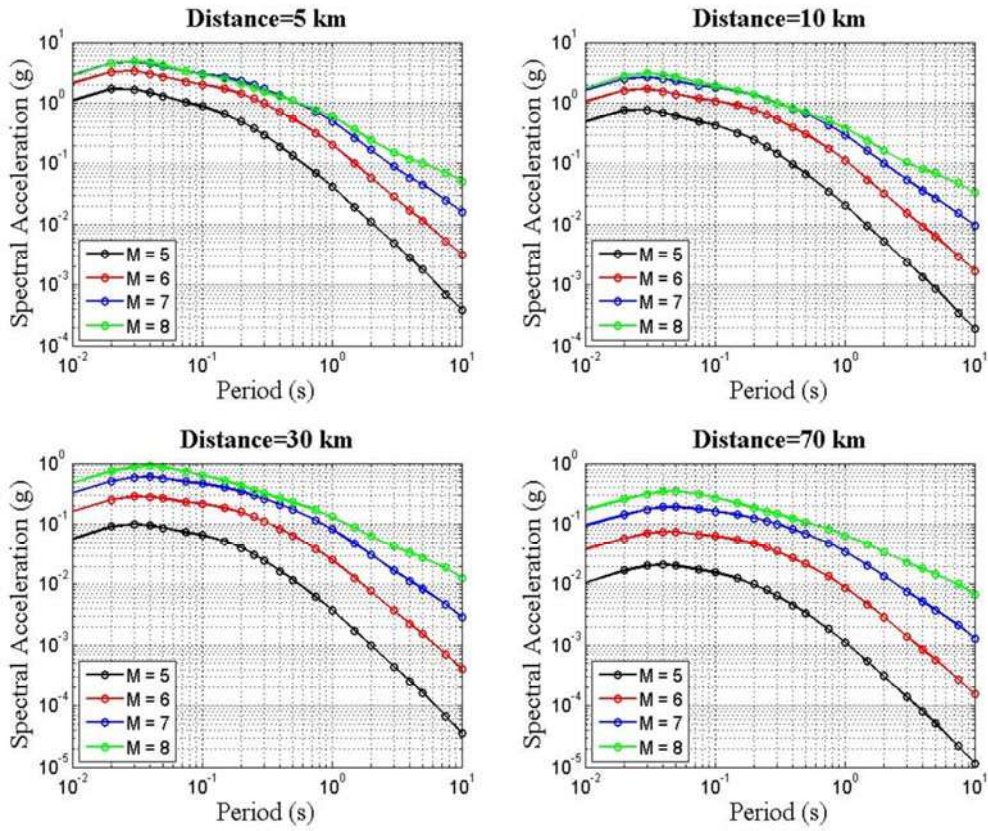 Distance=5 km
10^1
10^0
10^-1
10^-2
10^-3
10^-4
Spectral Acceleration (g)
M = 5
M = 6
M = 7
M = 8
10^-2
10^-1
10^0
10^1
Period (s)
Distance=10 km
10^1
10^0
10^-1
10^-2
10^-3
10^-4
Spectral Acceleration (g)
M = 5
M = 6
M = 7
M = 8
10^-2
10^-1
10^0
10^1
Period (s)
Distance=30 km
10^0
10^-1
10^-2
10^-3
10^-4
10^-5
Spectral Acceleration (g)
M = 5
M = 6
M = 7
M = 8
10^-2
10^-1
10^0
10^1
Period (s)
Distance=70 km
10^0
10^-1
10^-2
10^-3
10^-4
10^-5
Spectral Acceleration (g)
M = 5
M = 6
M = 7
M = 8
10^-2
10^-1
10^0
10^1
Period (s)